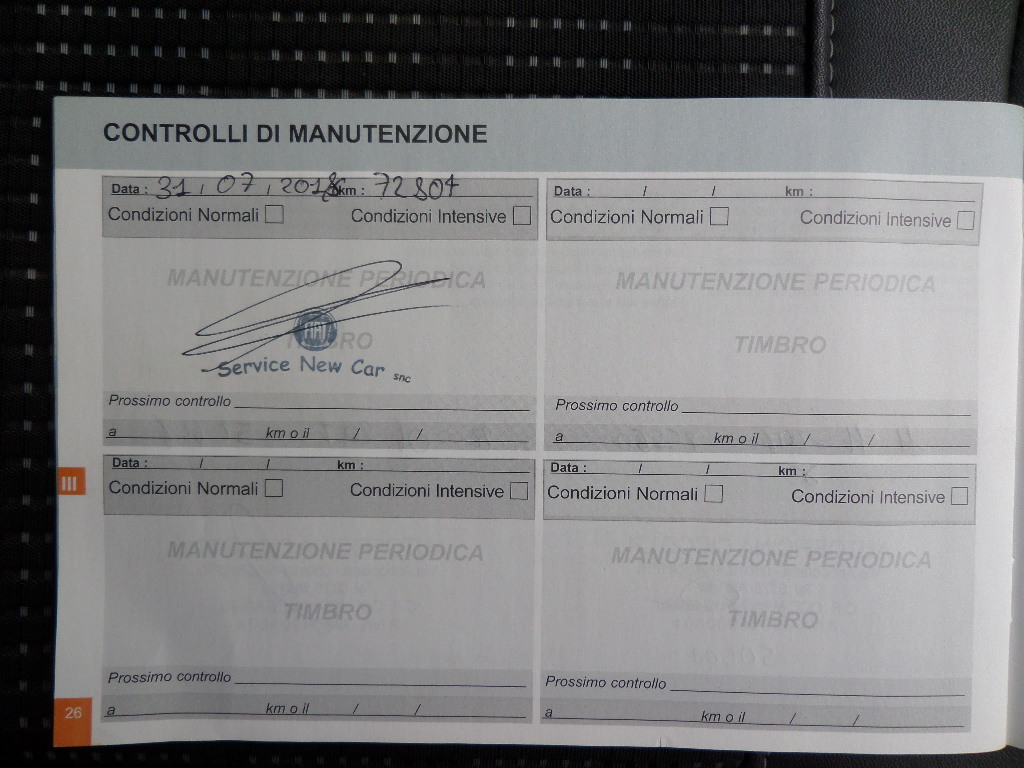 CONTROLLI DI MANUTENZIONE
Data : 31 / 07 / 2018 km : 72804
Condizioni Normali Condizioni Intensive
MANUTENZIONE PERIODICA
FIAT
TIMBRO
Service New Car snc
Prossimo controllo
a km o il / /
Data : / / km :
Condizioni Normali Condizioni Intensive
MANUTENZIONE PERIODICA
TIMBRO
Prossimo controllo
a km o il / /
III
Data : / / km :
Condizioni Normali Condizioni Intensive
MANUTENZIONE PERIODICA
TIMBRO
Prossimo controllo
a km o il / /
Data : / / km :
Condizioni Normali Condizioni Intensive
MANUTENZIONE PERIODICA
TIMBRO
Prossimo controllo
a km o il / /
26